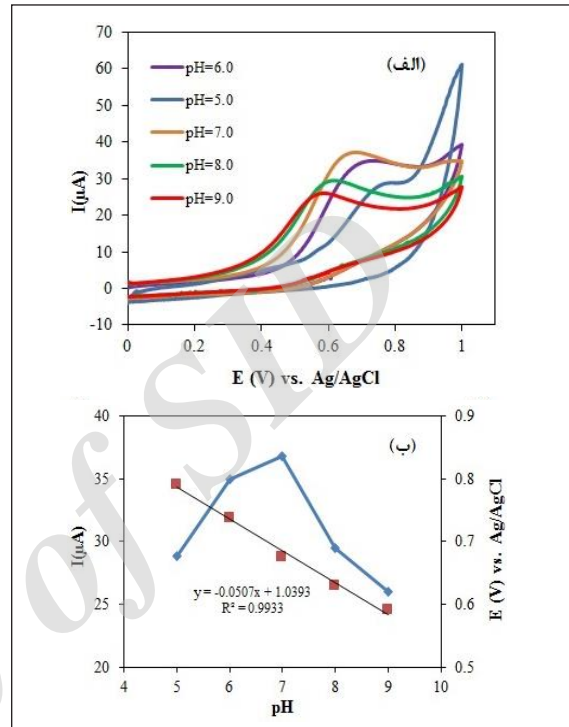 70
60
50
40
30
20
10
0
-10
I(μA)
pH=6.0
pH=5.0
pH=7.0
pH=8.0
pH=9.0
(الف)
0 0.2 0.4 0.6 0.8 1
E (V) vs. Ag/AgCl
40
35
30
25
20
I(μA)
(ب)
y = -0.0507x + 1.0393
R² = 0.9933
0.9
0.8
0.7
0.6
0.5
E (V) vs. Ag/AgCl
4 5 6 7 8 9 10
pH
of SID